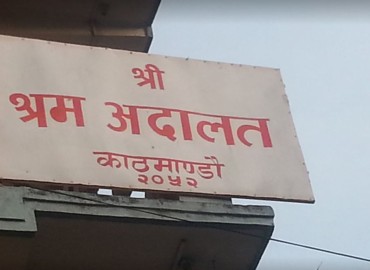 श्री
श्रम अदालत
काठमाण्डौ
२०५२